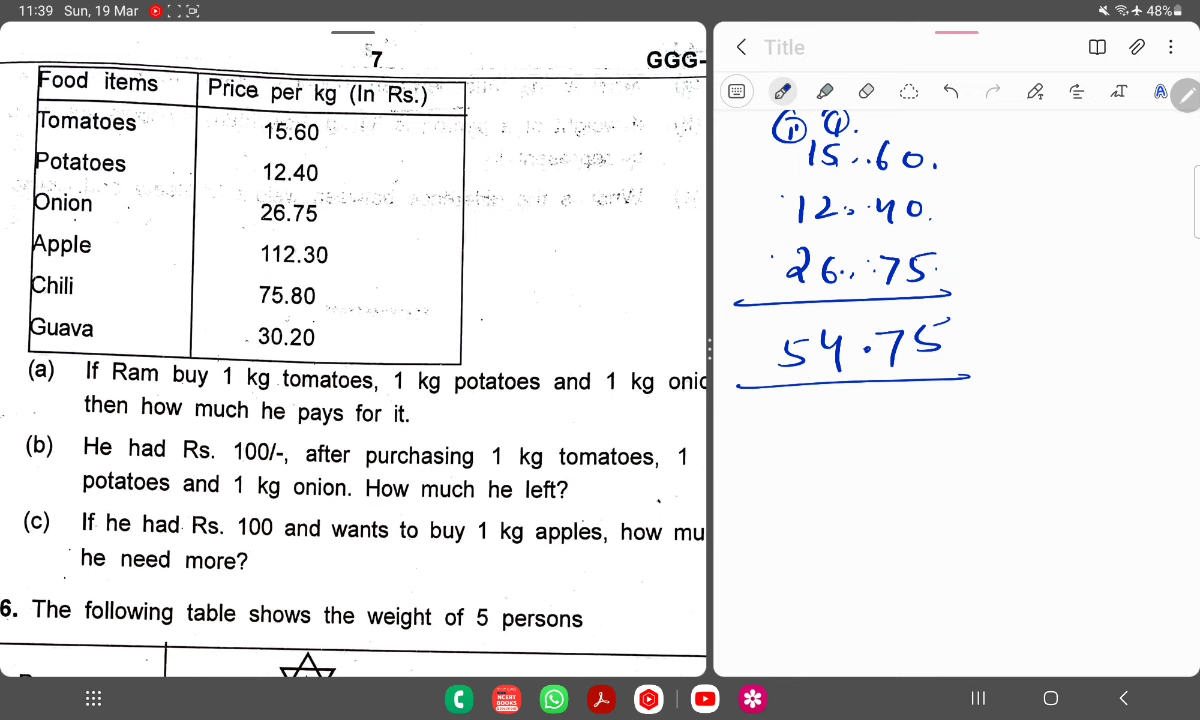 11:39 Sun, 19 Mar
48%
7
GGG-
Food items Price per kg (In Rs.)
Tomatoes 15.60
Potatoes 12.40
Onion 26.75
Apple 112.30
Chili 75.80
Guava 30.20
(a) If Ram buy 1 kg tomatoes, 1 kg potatoes and 1 kg
then how much he pays for it.
(b) He had Rs. 100/-, after purchasing 1 kg tomatoes, 1
potatoes and 1 kg onion. How much he left?
(c) If he had Rs. 100 and wants to buy 1 kg apples, how mu
he need more?
6. The following table shows the weight of 5 persons
Title
15.60.
12.40.
26.75
54.75
NCERT
BOOKS